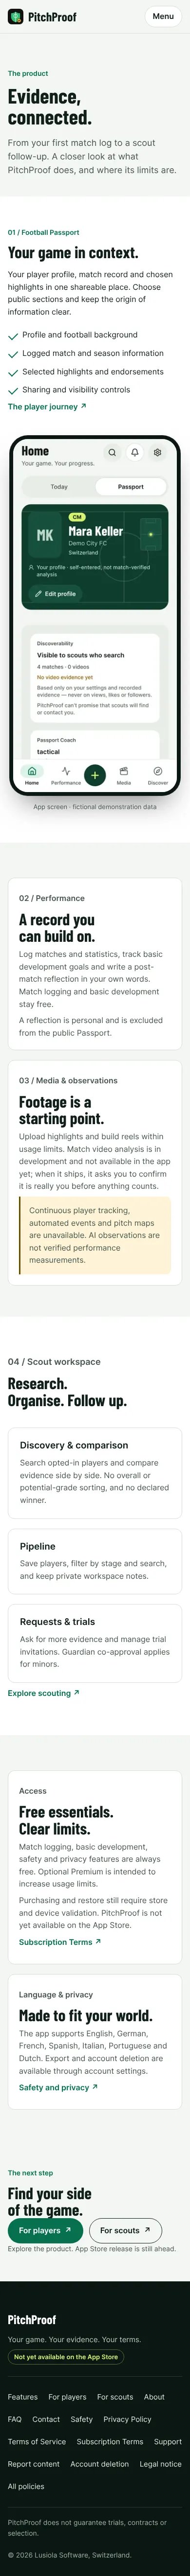 PitchProof
Menu
The product
Evidence,
connected.
From your first match log to a scout
follow-up. A closer look at what
PitchProof does, and where its limits are.
01 / Football Passport
Your game in context.
Your player profile, match record and chosen
highlights in one shareable place. Choose
public sections and keep the origin of
information clear.
Profile and football background
Logged match and season information
Selected highlights and endorsements
Sharing and visibility controls
The player journey ↗
Home
Your game. Your progress.
Today
Passport
MK
CM
Mara Keller
Demo City FC
Switzerland
Your profile · self-entered; not match-verified
analysis
Edit profile
Discoverability
Visible to scouts who search
4 matches · 0 videos
No video evidence yet
Based only on your settings and recorded
evidence — never on views, likes or followers.
PitchProof can't promise that scouts will find
or contact you.
Passport Coach
tactical
Home
Performance
Media
Discover
App screen · fictional demonstration data
02 / Performance
A record you
can build on.
Log matches and statistics, track basic
development goals and write a post-
match reflection in your own words.
Match logging and basic development
stay free.
A reflection is personal and is excluded
from the public Passport.
03 / Media & observations
Footage is a
starting point.
Upload highlights and build reels within
usage limits. Match video analysis is in
development and not available in the app
yet; when it ships, it asks you to confirm
it is really you before anything counts.
Continuous player tracking,
automated events and pitch maps
are unavailable. AI observations are
not verified performance
measurements.
04 / Scout workspace
Research.
Organise. Follow up.
Discovery & comparison
Search opted-in players and compare
evidence side by side. No overall or
potential-grade sorting, and no declared
winner.
Pipeline
Save players, filter by stage and search,
and keep private workspace notes.
Requests & trials
Ask for more evidence and manage trial
invitations. Guardian co-approval applies
for minors.
Explore scouting ↗
Access
Free essentials.
Clear limits.
Match logging, basic development,
safety and privacy features are always
free. Optional Premium is intended to
increase usage limits.
Purchasing and restore still require store
and device validation. PitchProof is not
yet available on the App Store.
Subscription Terms ↗
Language & privacy
Made to fit your world.
The app supports English, German,
French, Spanish, Italian, Portuguese and
Dutch. Export and account deletion are
available through account settings.
Safety and privacy ↗
The next step
Find your side
of the game.
For players ↗
For scouts ↗
Explore the product. App Store release is still ahead.
PitchProof
Your game. Your evidence. Your terms.
Not yet available on the App Store
Features For players For scouts About
FAQ Contact Safety Privacy Policy
Terms of Service Subscription Terms Support
Report content Account deletion Legal notice
All policies
PitchProof does not guarantee trials, contracts or
selection.
© 2026 Lusiola Software, Switzerland.